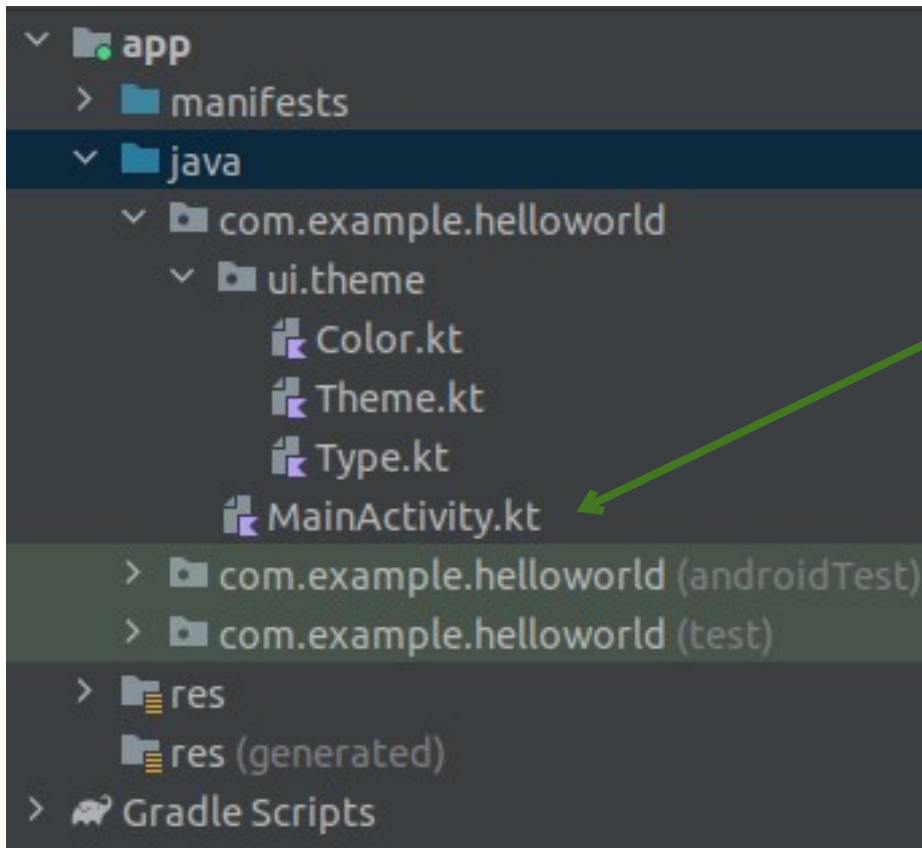 app
manifests
java
com.example.helloworld
ui.theme
Color.kt
Theme.kt
Type.kt
MainActivity.kt
com.example.helloworld (androidTest)
com.example.helloworld (test)
res
res (generated)
Gradle Scripts